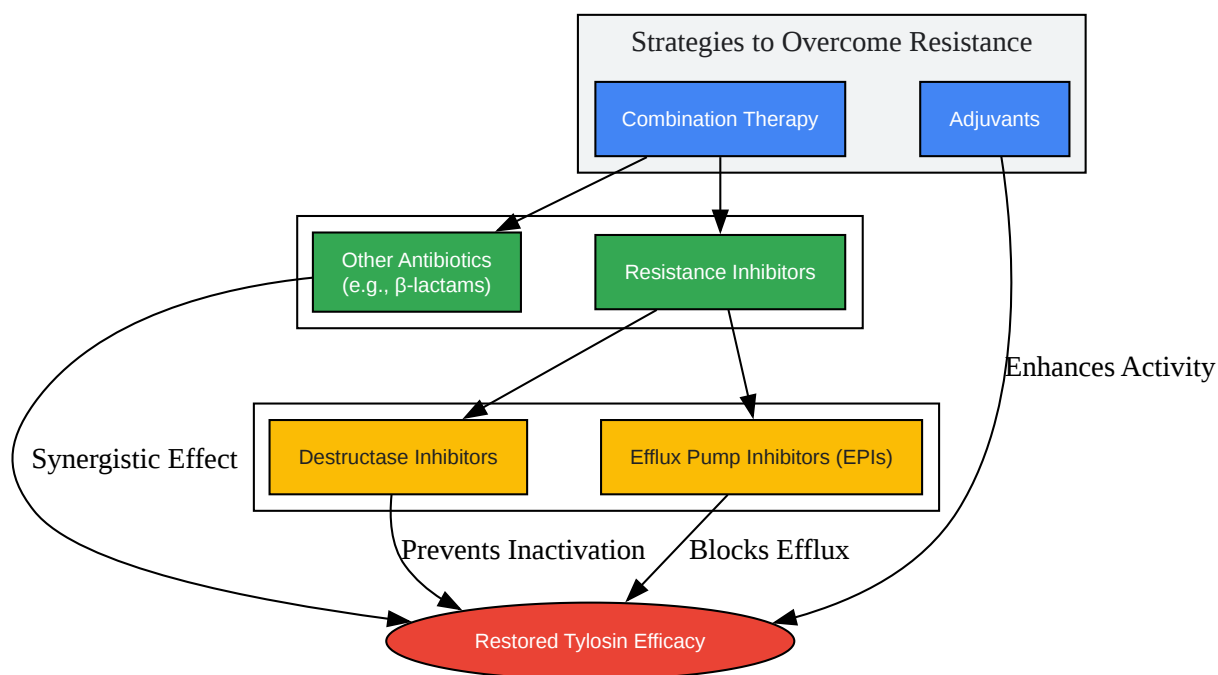 Strategies to Overcome Resistance
Combination Therapy
Adjuvants
Other Antibiotics
(e.g., β-lactams)
Resistance Inhibitors
Enhances Activity
Synergistic Effect
Destructase Inhibitors
Efflux Pump Inhibitors (EPIs)
Prevents Inactivation
Blocks Efflux
Restored Tylosin Efficacy